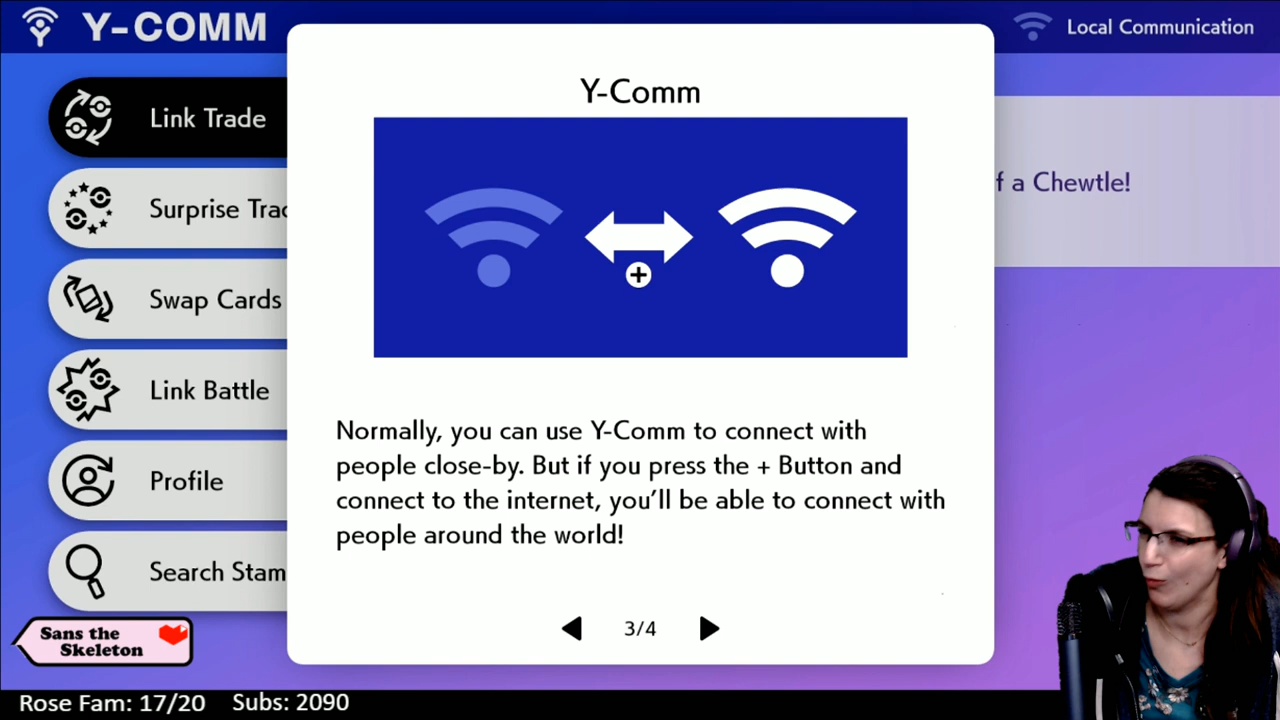 Y-COMM
Local Communication
Y-Comm
Link Trade
f a Chewtle!
Surprise Trad
Swap Cards
Link Battle
Normally, you can use Y-Comm to connect with
people close-by. But if you press the + Button and
connect to the internet, you'll be able to connect with
people around the world!
Profile
Search Stam
3/4
Sans the
Skeleton
Rose Fam: 17/20 Subs: 2090